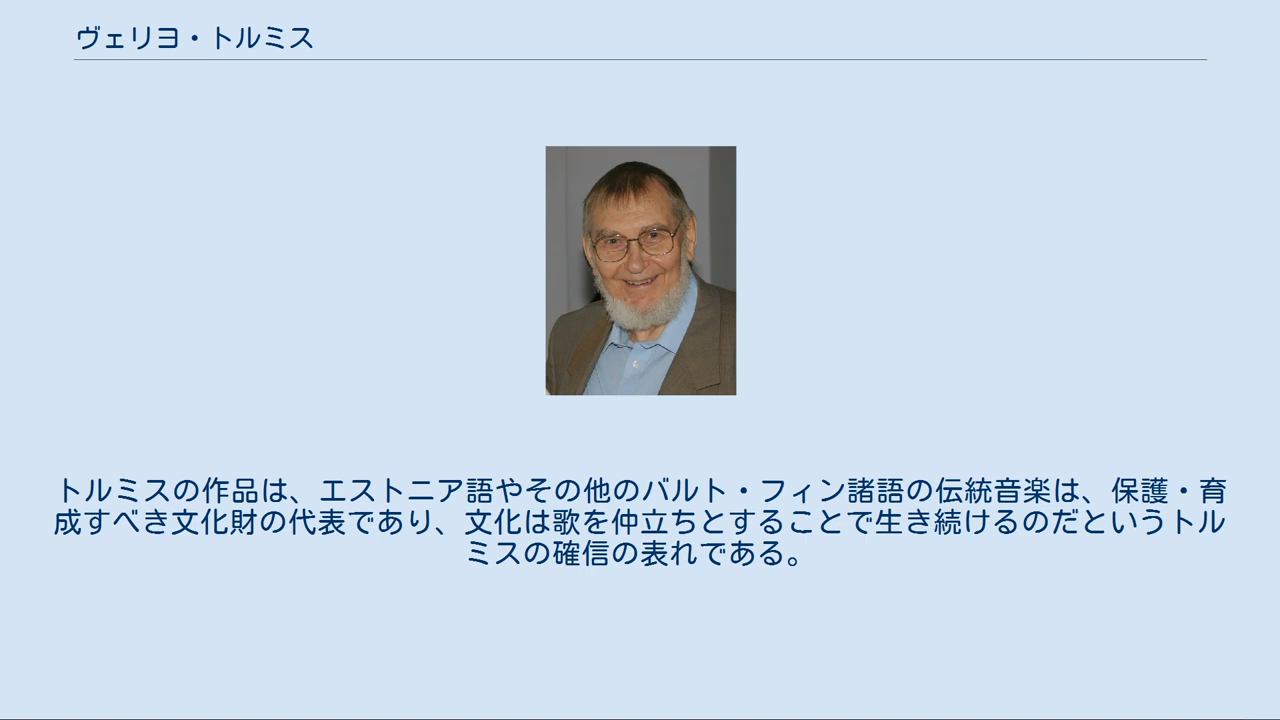 ヴェリヨ・トルミス
トルミスの作品は、エストニア語やその他のバルト・フィン諸語の伝統音楽は、保護・育
成すべき文化財の代表であり、文化は歌を仲立ちとすることで生き続けるのだというトル
ミスの確信の表れである。